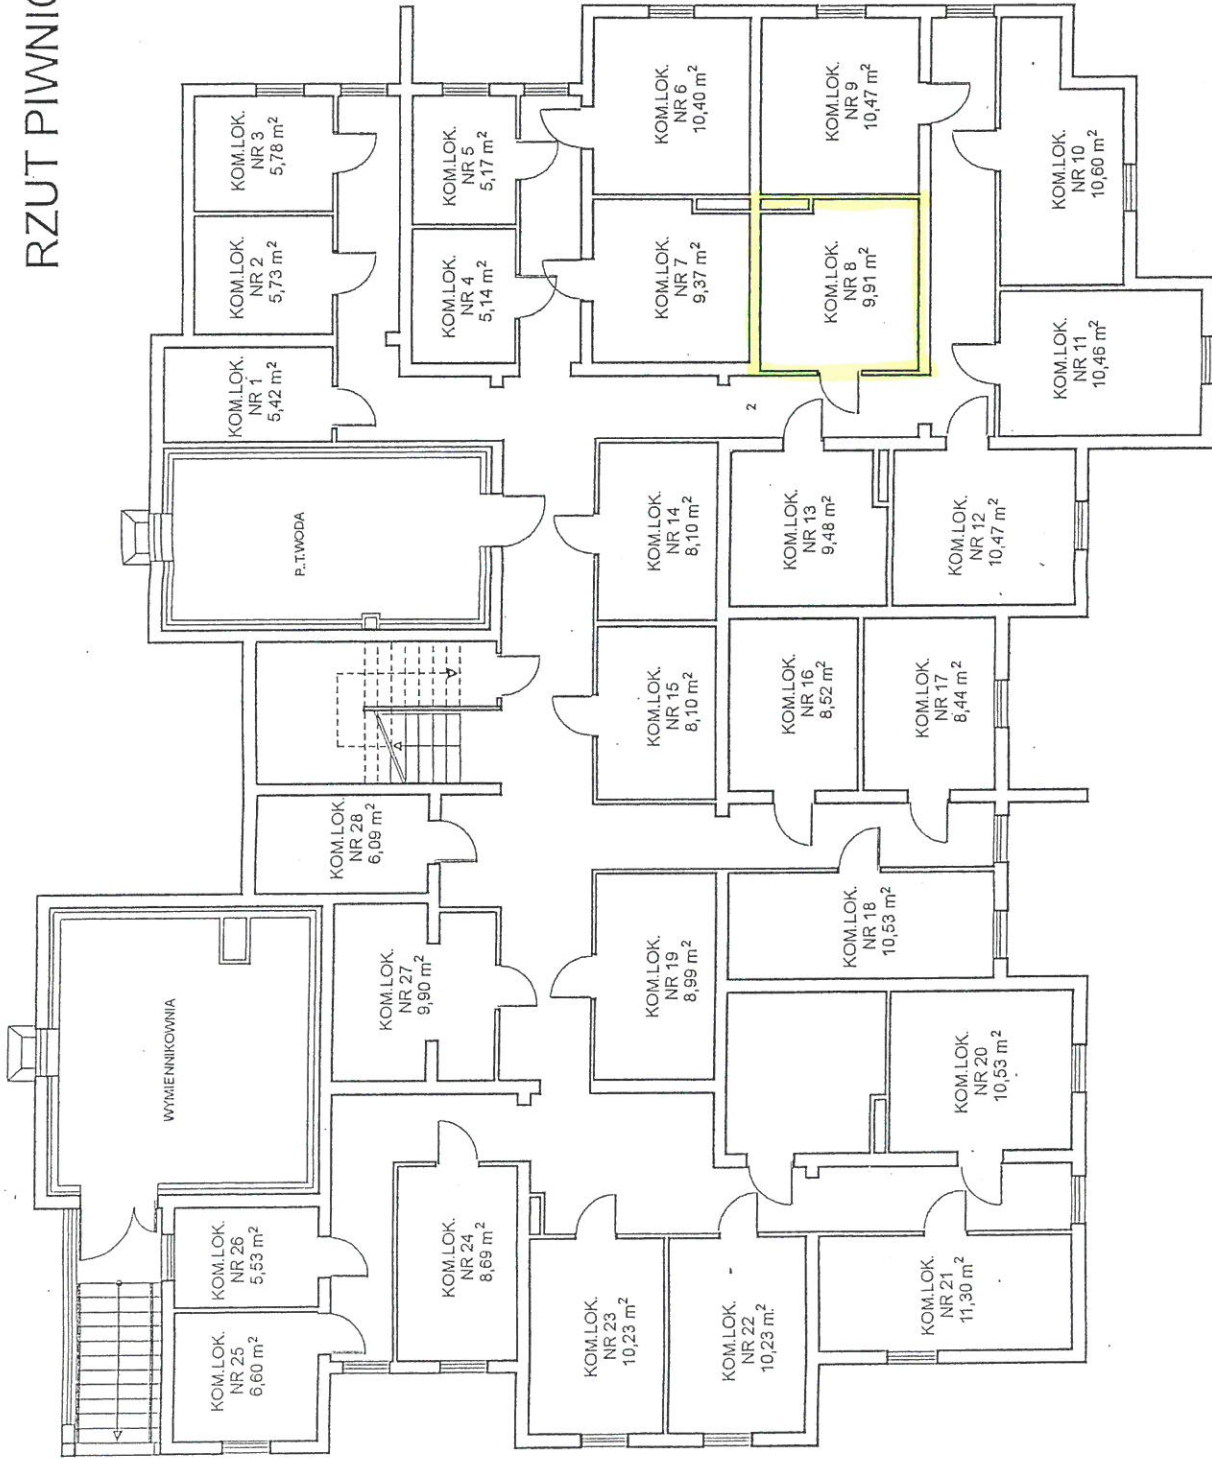 RZUT PIWNIC
KOM.LOK.
NR 3
5,78 m²
KOM.LOK.
NR 2
5,73 m²
KOM.LOK.
NR 1
5,42 m²
KOM.LOK.
NR 5
5,17 m²
KOM.LOK.
NR 4
5,14 m²
KOM.LOK.
NR 6
10,40 m²
KOM.LOK.
NR 7
9,37 m²
KOM.LOK.
NR 9
10,47 m²
KOM.LOK.
NR 8
9,91 m²
KOM.LOK.
NR 10
10,60 m²
KOM.LOK.
NR 11
10,46 m²
2
P..T.WODA
KOM.LOK.
NR 14
8,10 m²
KOM.LOK.
NR 13
9,48 m²
KOM.LOK.
NR 12
10,47 m²
KOM.LOK.
NR 15
8,10 m²
KOM.LOK.
NR 16
8,52 m²
KOM.LOK.
NR 17
8,44 m²
KOM.LOK.
NR 28
6,09 m²
KOM.LOK.
NR 27
9,90 m²
KOM.LOK.
NR 19
8,99 m²
KOM.LOK.
NR 18
10,53 m²
WYMIENNIKOWNIA
KOM.LOK.
NR 20
10,53 m²
KOM.LOK.
NR 26
5,53 m²
KOM.LOK.
NR 25
6,60 m²
KOM.LOK.
NR 24
8,69 m²
KOM.LOK.
NR 23
10,23 m²
KOM.LOK.
NR 22
10,23 m²
KOM.LOK.
NR 21
11,30 m²